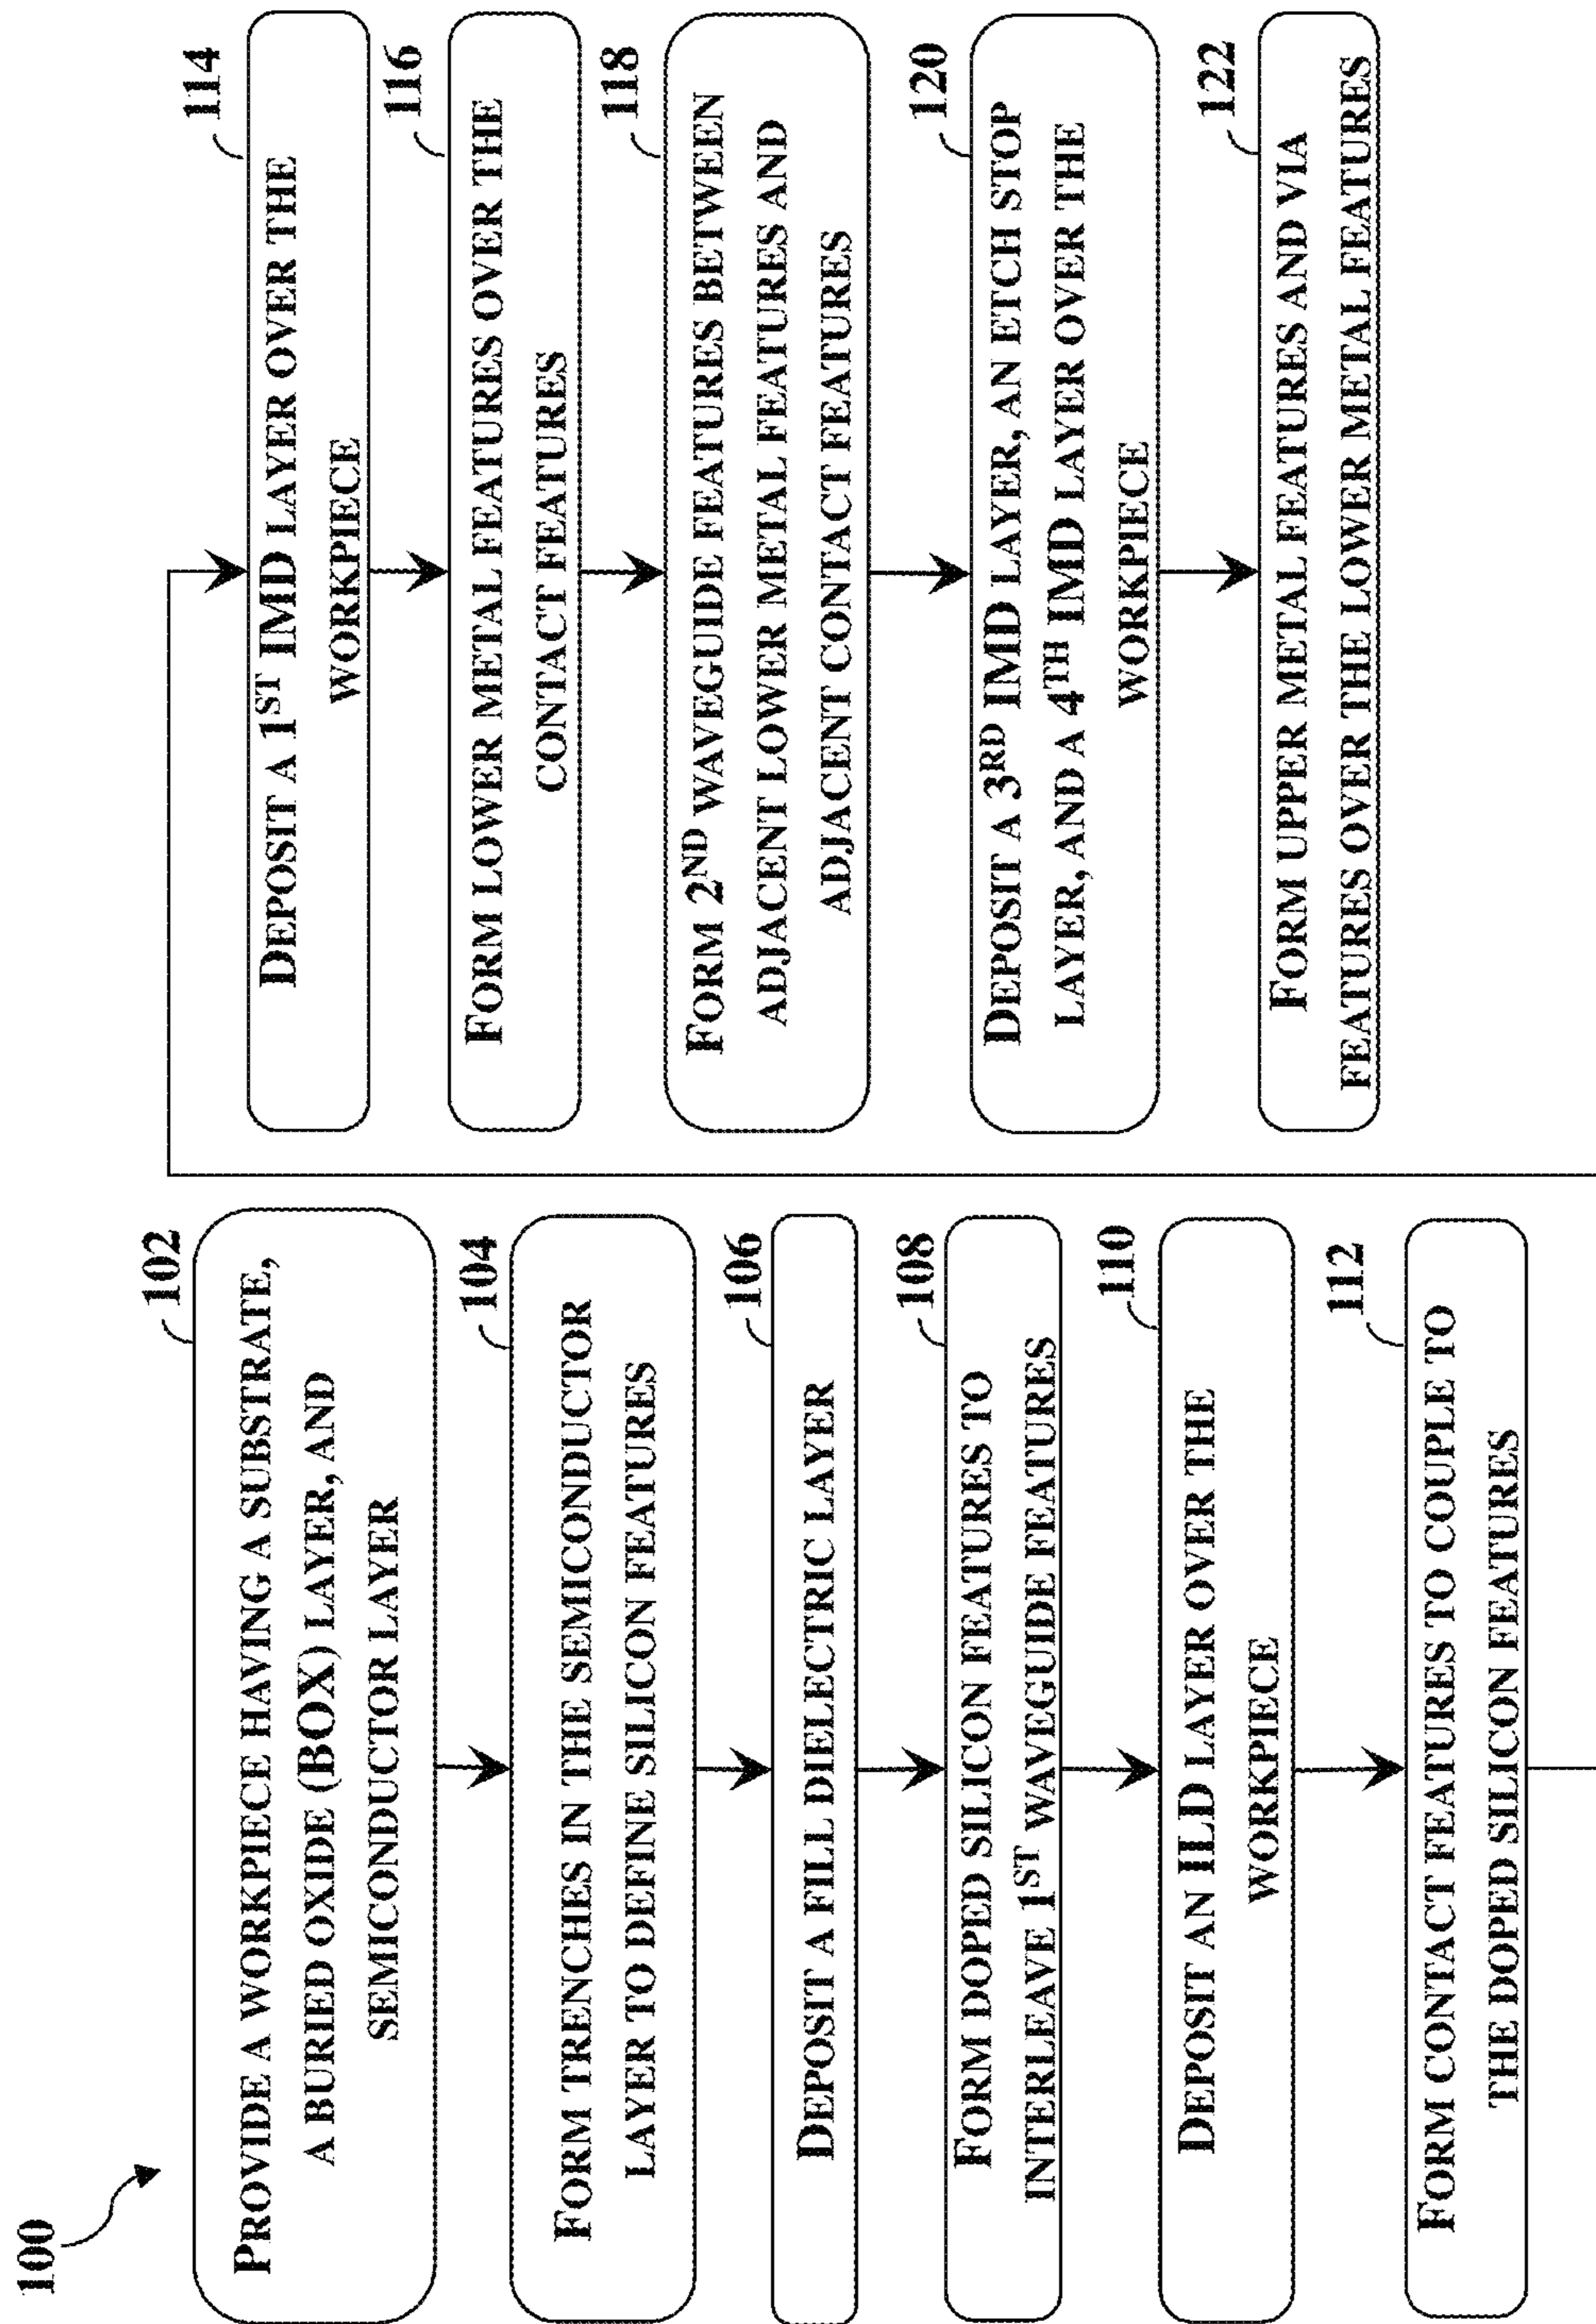 100
102
PROVIDE A WORKPIECE HAVING A SUBSTRATE,
A BURIED OXIDE (BOX) LAYER, AND
SEMICONDUCTOR LAYER
104
FORM TRENCHES IN THE SEMICONDUCTOR
LAYER TO DEFINE SILICON FEATURES
106
DEPOSIT A FILL DIELECTRIC LAYER
108
FORM DOPED SILICON FEATURES TO
INTERLEAVE 1ST WAVEGUIDE FEATURES
110
DEPOSIT AN ILD LAYER OVER THE
WORKPIECE
112
FORM CONTACT FEATURES TO COUPLE TO
THE DOPED SILICON FEATURES
114
DEPOSIT A 1ST IMD LAYER OVER THE
WORKPIECE
116
FORM LOWER METAL FEATURES OVER THE
CONTACT FEATURES
118
FORM 2ND WAVEGUIDE FEATURES BETWEEN
ADJACENT LOWER METAL FEATURES AND
ADJACENT CONTACT FEATURES
120
DEPOSIT A 3RD IMD LAYER, AN ETCH STOP
LAYER, AND A 4TH IMD LAYER OVER THE
WORKPIECE
122
FORM UPPER METAL FEATURES AND VIA
FEATURES OVER THE LOWER METAL FEATURES